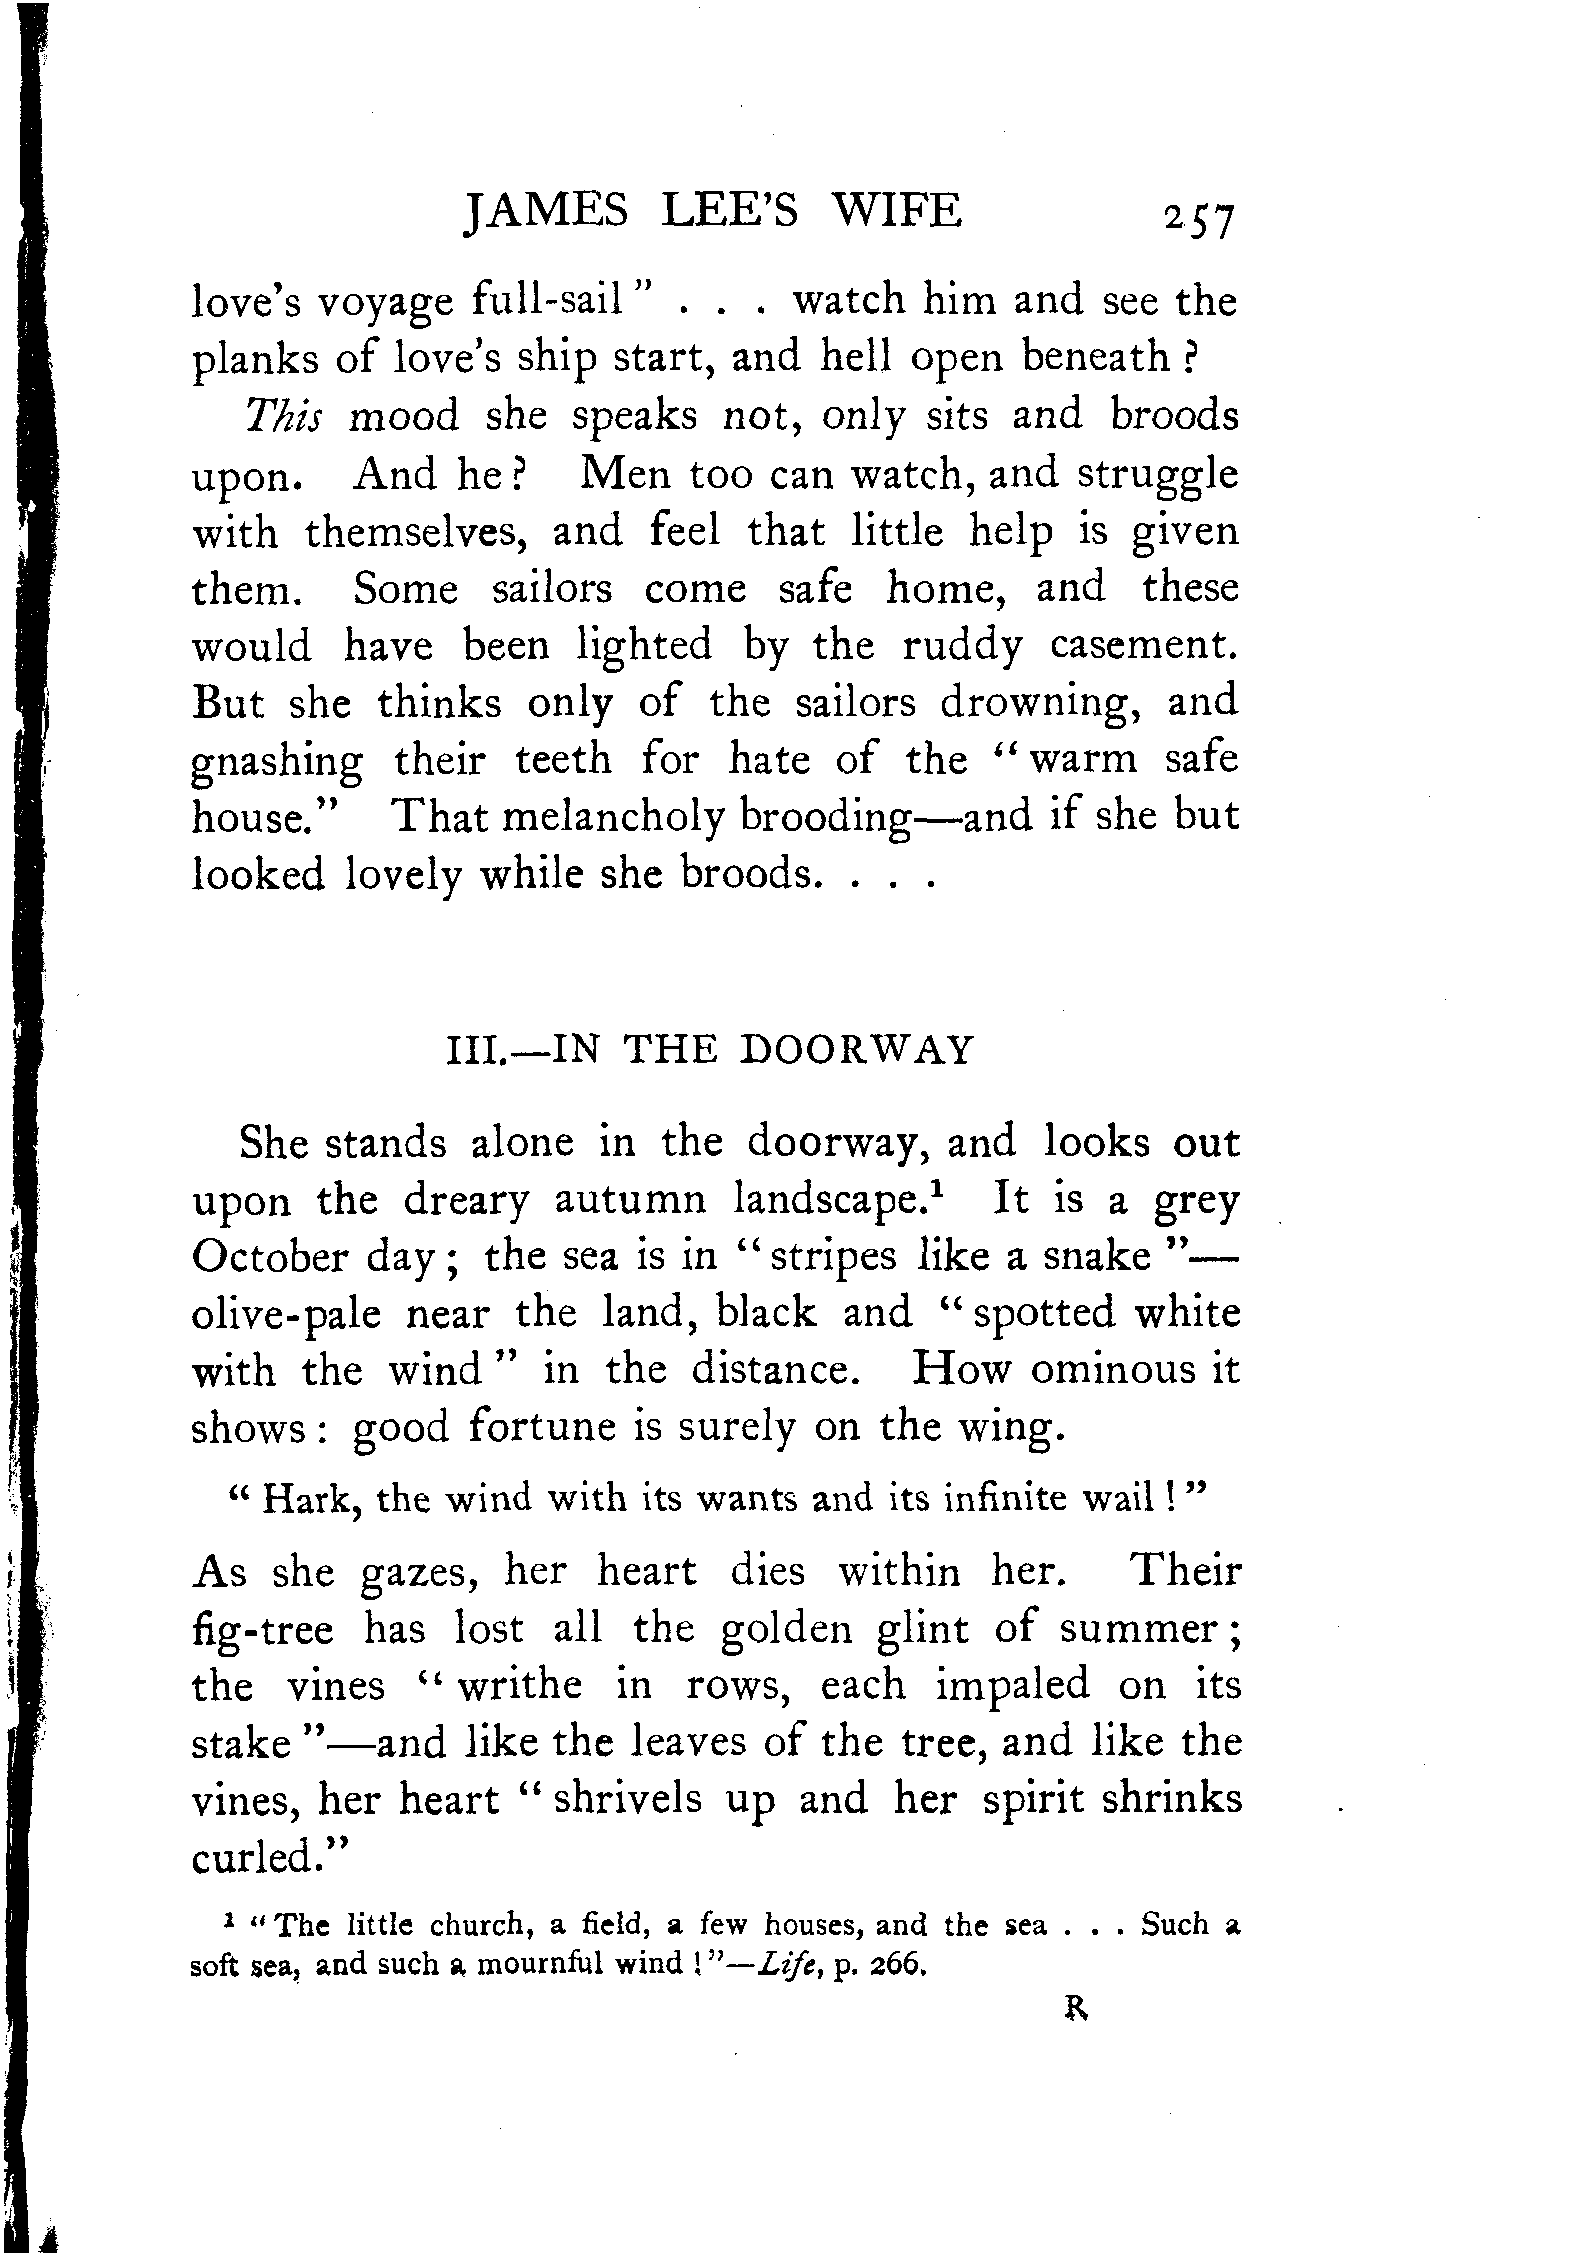 JAMES LEE'S WIFE 257
love's voyage full-sail" . . . watch him and see the
planks of love's ship start, and hell open beneath?
This mood she speaks not, only sits and broods
upon. And he? Men too can watch, and struggle
with themselves, and feel that little help is given
them. Some sailors come safe home, and these
would have been lighted by the ruddy casement.
But she thinks only of the sailors drowning, and
gnashing their teeth for hate of the "warm safe
house." That melancholy brooding—and if she but
looked lovely while she broods. . . .
III.—IN THE DOORWAY
She stands alone in the doorway, and looks out
upon the dreary autumn landscape.¹ It is a grey
October day; the sea is in "stripes like a snake"—
olive-pale near the land, black and "spotted white
with the wind" in the distance. How ominous it
shows: good fortune is surely on the wing.
"Hark, the wind with its wants and its infinite wail!"
As she gazes, her heart dies within her. Their
fig-tree has lost all the golden glint of summer;
the vines "writhe in rows, each impaled on its
stake"—and like the leaves of the tree, and like the
vines, her heart "shrivels up and her spirit shrinks
curled."
¹ "The little church, a field, a few houses, and the sea . . . Such a
soft sea, and such a mournful wind!"—Life, p. 266.
R